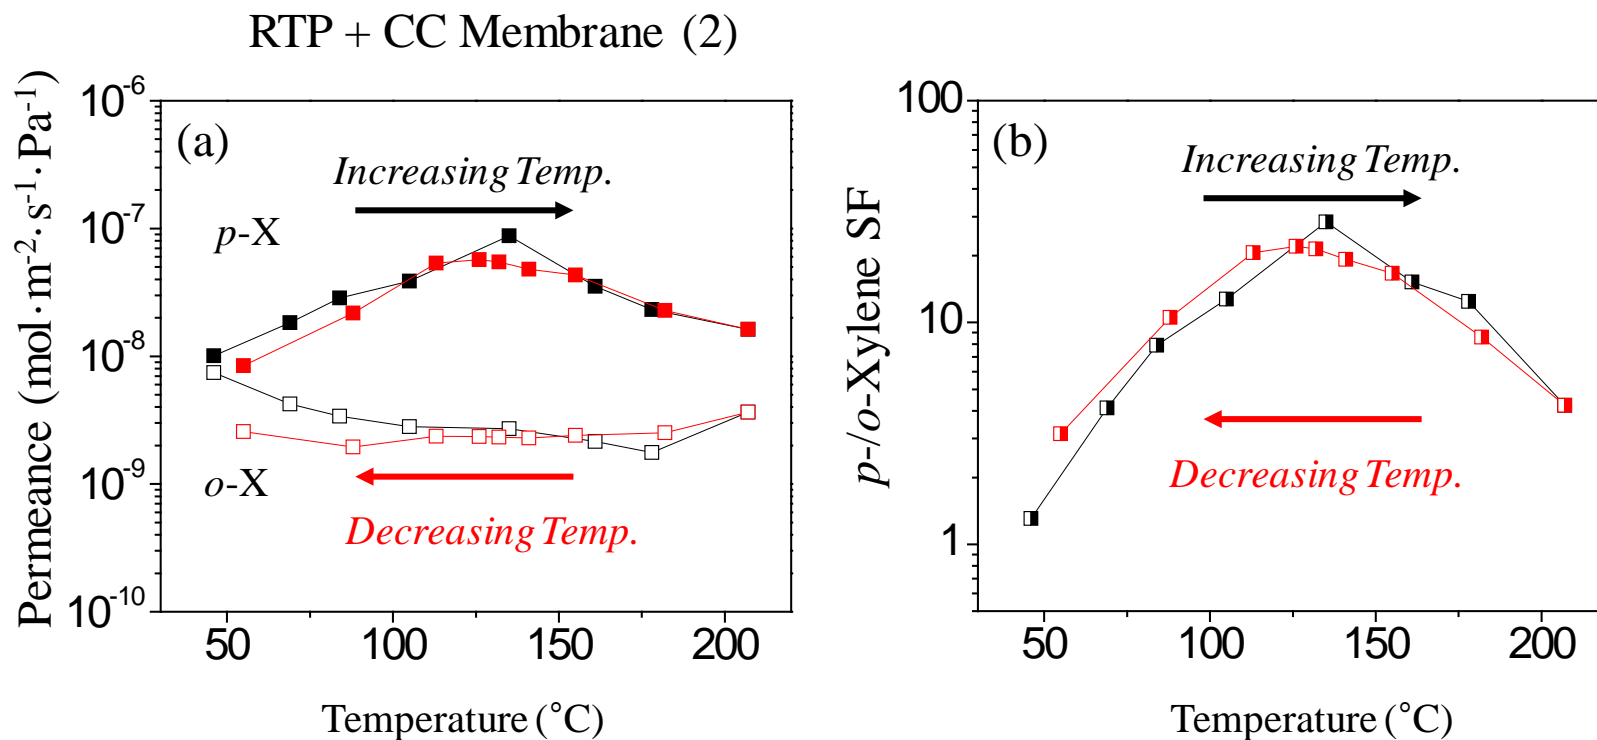 RTP + CC Membrane (2)
Permeance (mol·m⁻²·s⁻¹·Pa⁻¹)
10⁻⁶
10⁻⁷
10⁻⁸
10⁻⁹
10⁻¹⁰
(a)
Increasing Temp.
p-X
o-X
Decreasing Temp.
50 100 150 200
Temperature (°C)
p-/o-Xylene SF
100
10
1
(b)
Increasing Temp.
Decreasing Temp.
50 100 150 200
Temperature (°C)